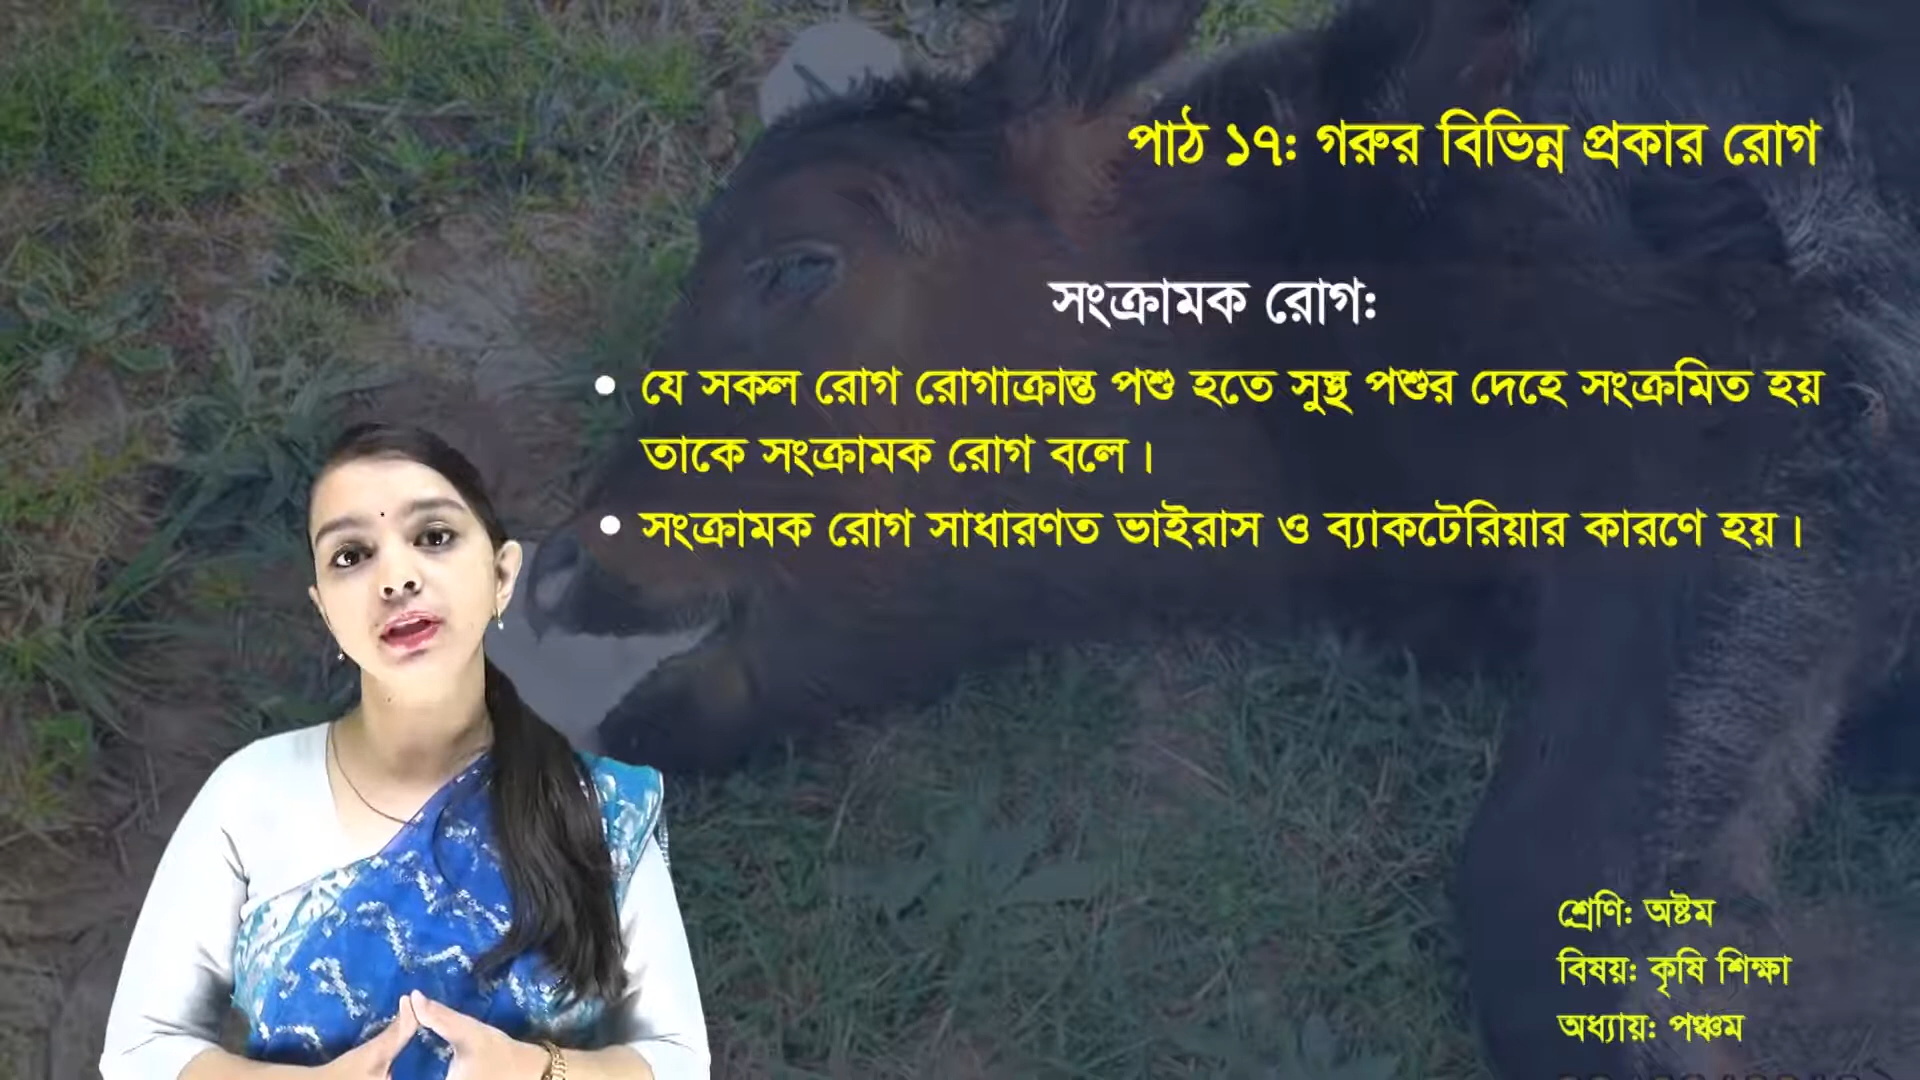 পাঠ ১৭: গরুর বিভিন্ন প্রকার রোগ
সংক্রামক রোগ:
• যে সকল রোগ রোগাক্রান্ত পশু হতে সুস্থ পশুর দেহে সংক্রমিত হয়
তাকে সংক্রামক রোগ বলে।
• সংক্রামক রোগ সাধারণত ভাইরাস ও ব্যাকটেরিয়ার কারণে হয়।
শ্রেণি: অষ্টম
বিষয়: কৃষি শিক্ষা
অধ্যায়: পঞ্চম